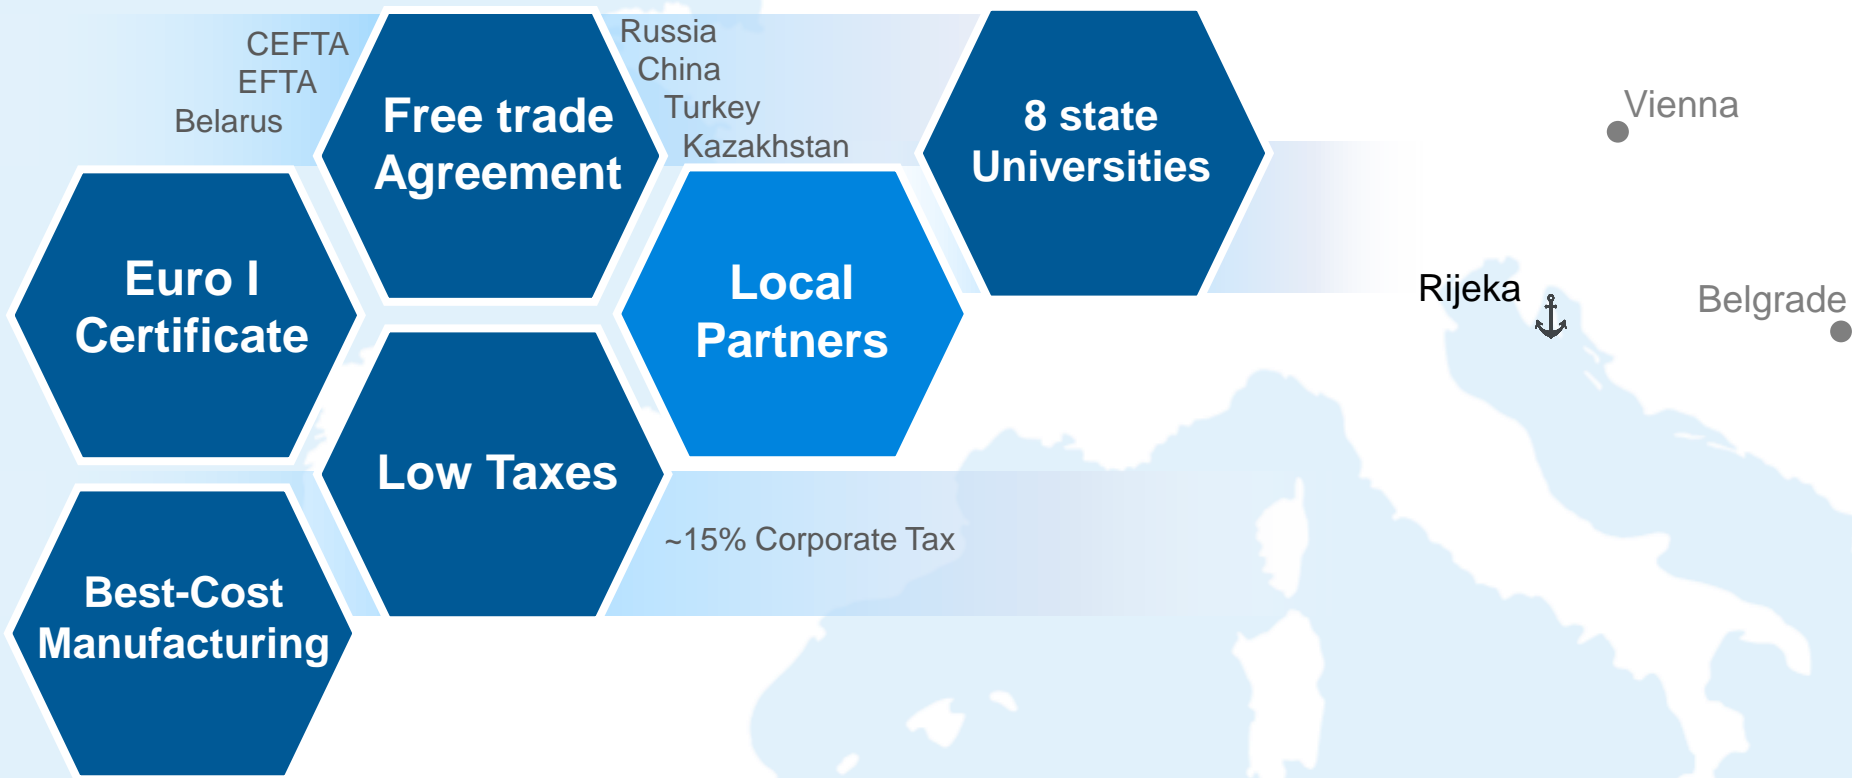 CEFTA
EFTA
Belarus
Free trade
Agreement
Russia
China
Turkey
Kazakhstan
8 state
Universities
Vienna
Euro I
Certificate
Local
Partners
Rijeka
Belgrade
Low Taxes
~15% Corporate Tax
Best-Cost
Manufacturing